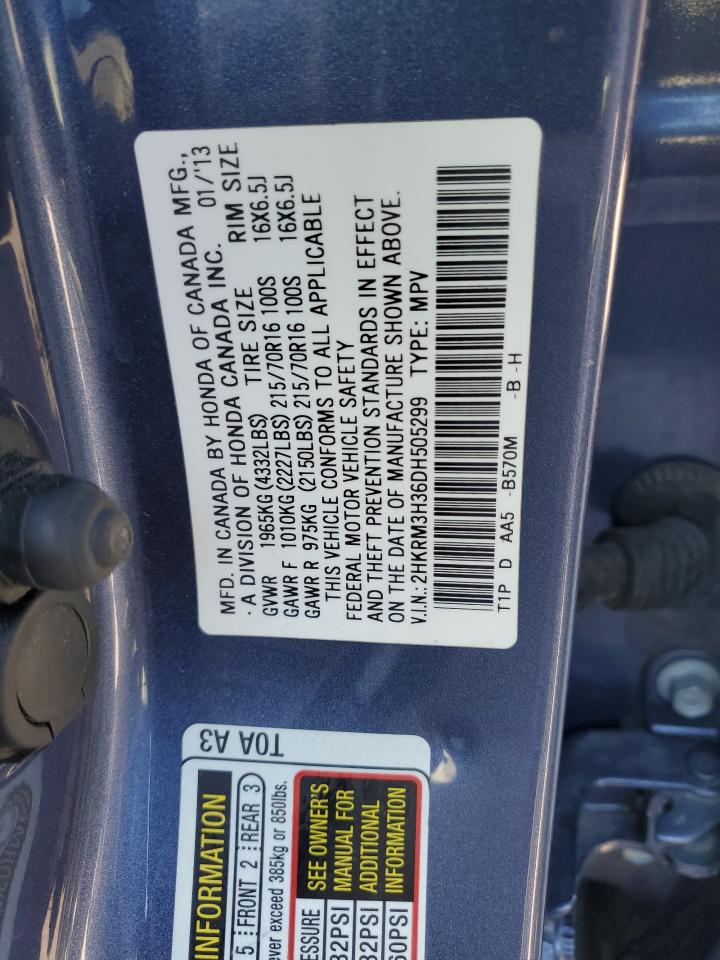 MFD. IN CANADA BY HONDA OF CANADA MFG.,
· A DIVISION OF HONDA CANADA INC. 01/'13
GVWR 1965KG (4332LBS) TIRE SIZE RIM SIZE
GAWR F 1010KG (2227LBS) 215/70R16 100S 16X6.5J
GAWR R 975KG (2150LBS) 215/70R16 100S 16X6.5J
THIS VEHICLE CONFORMS TO ALL APPLICABLE
FEDERAL MOTOR VEHICLE SAFETY
AND THEFT PREVENTION STANDARDS IN EFFECT
ON THE DATE OF MANUFACTURE SHOWN ABOVE.
V.I.N.: 2HKRM3H36DH505299 TYPE: MPV
T1P D AA5 -B570M -B -H
T0A A3
INFORMATION
5 FRONT 2 REAR 3
385kg or 850lbs.
SEE OWNER'S
MANUAL FOR
ADDITIONAL
INFORMATION
32PSI
60PSI